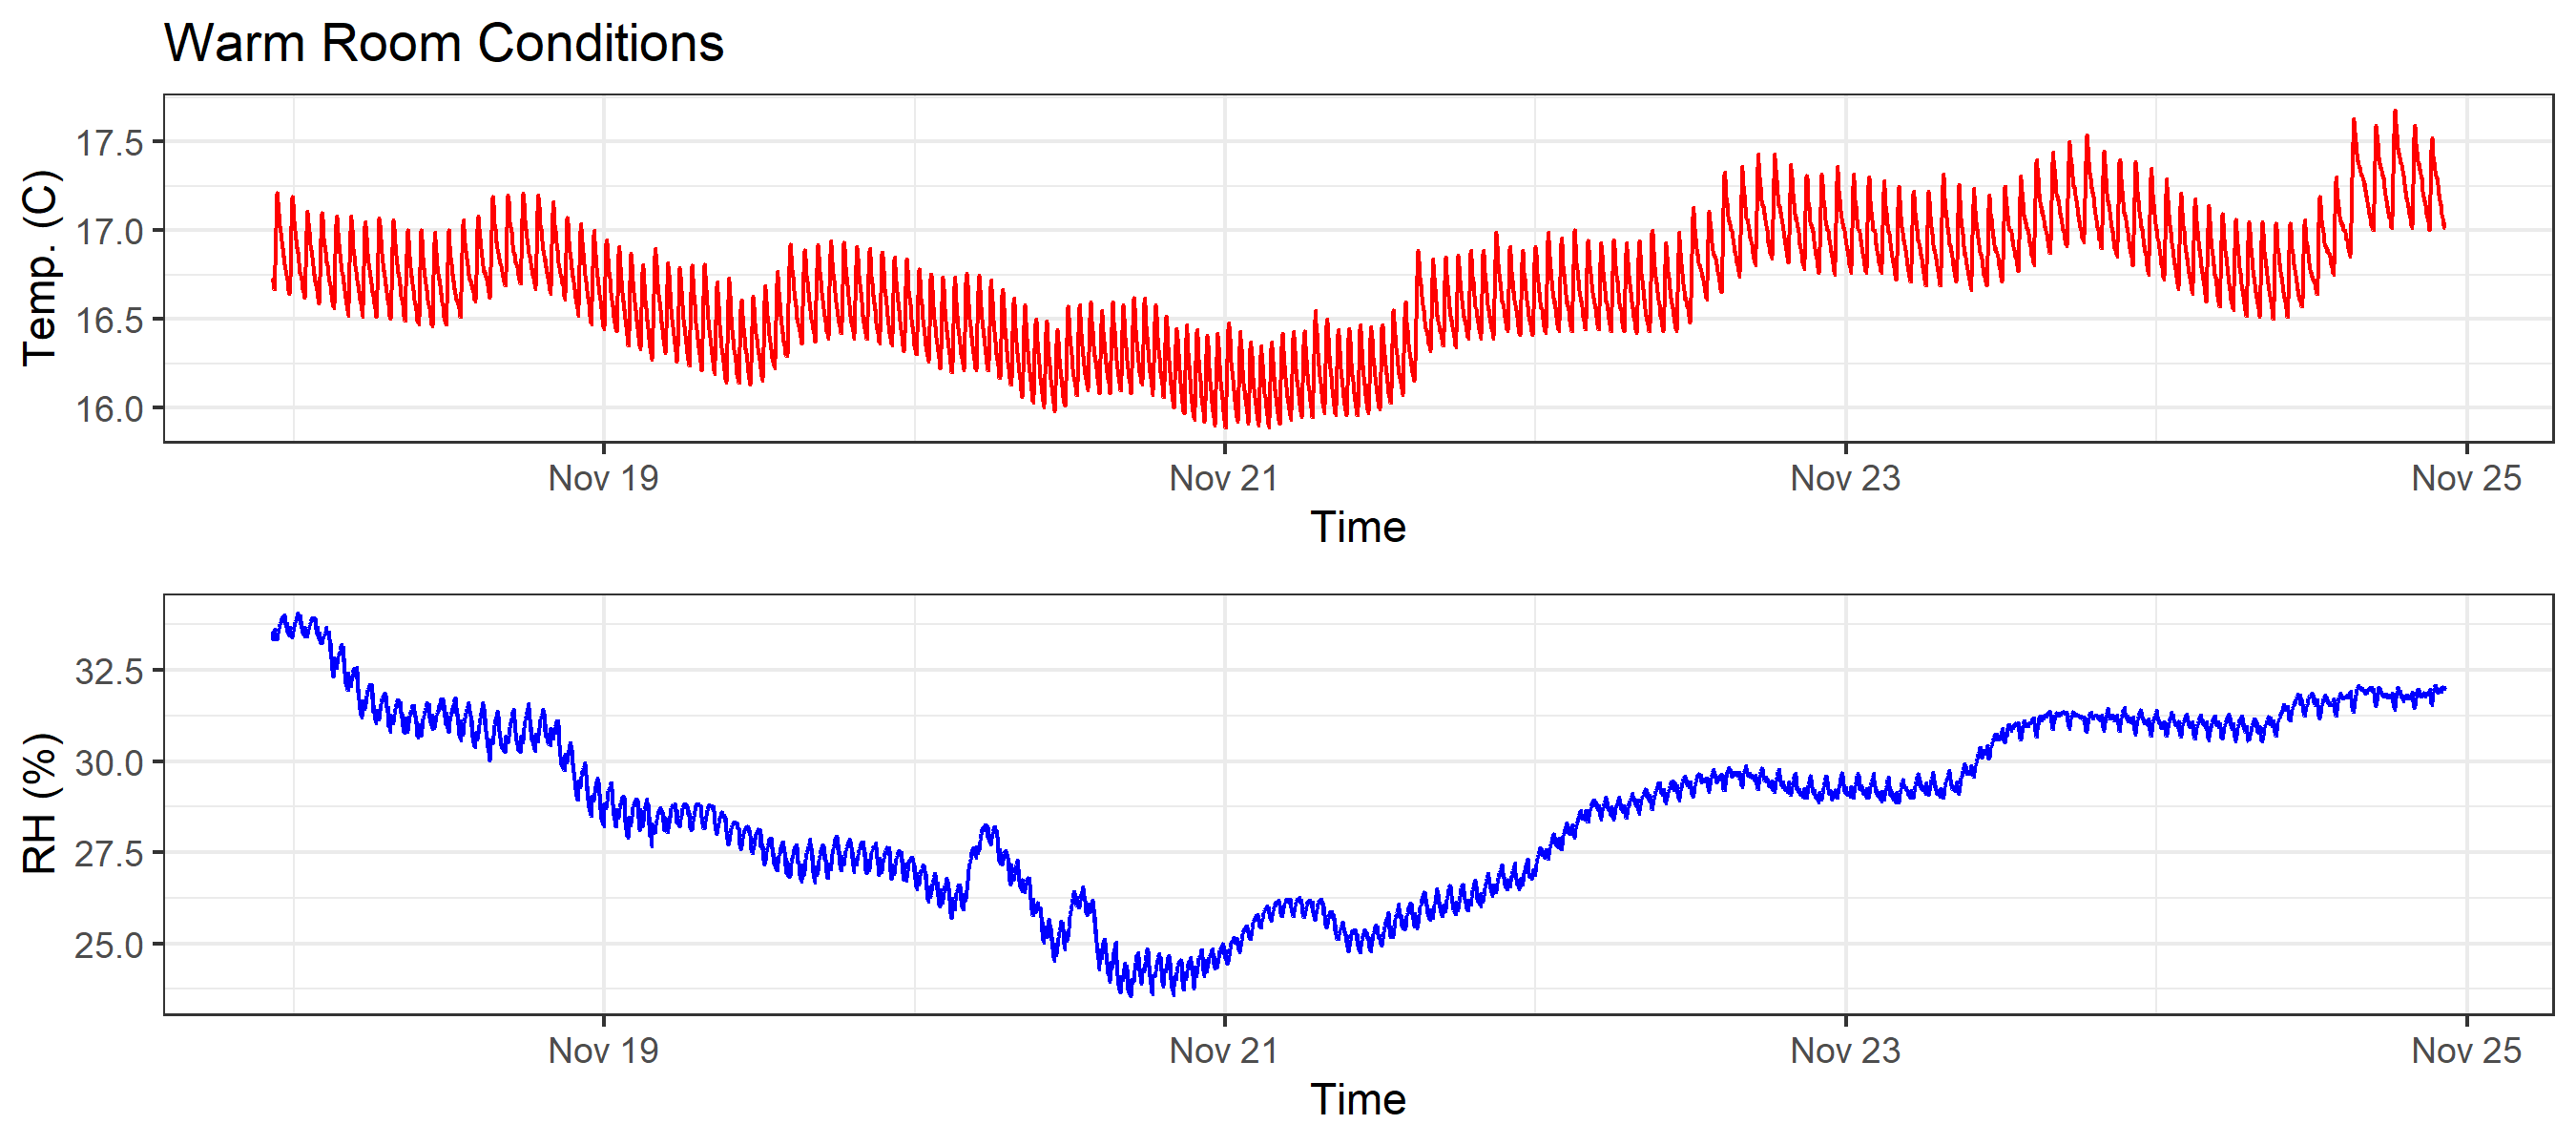 Warm Room Conditions
Temp. (C)
17.5
17.0
16.5
16.0
Nov 19 Nov 21 Nov 23 Nov 25
Time
RH (%)
32.5
30.0
27.5
25.0
Nov 19 Nov 21 Nov 23 Nov 25
Time